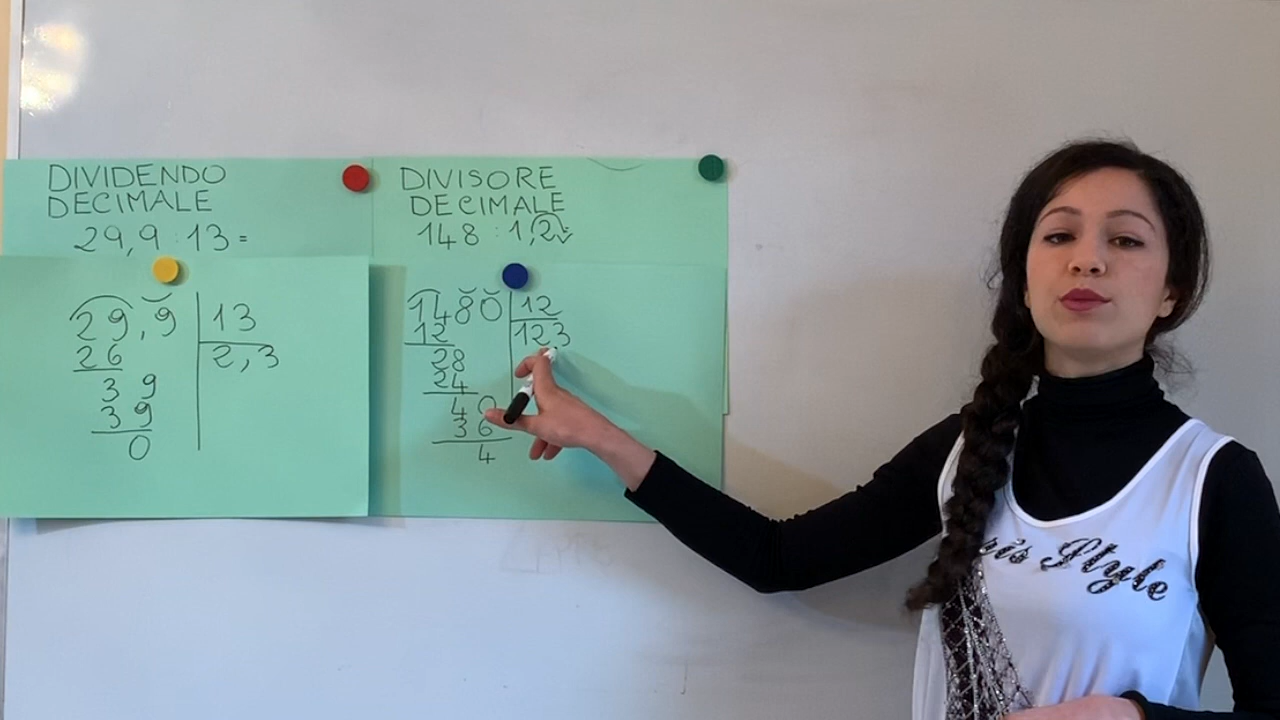 DIVIDENDO
DECIMALE
29,9 : 13 =
29,9 13
26 2,3
3 9
3 9
0
DIVISORE
DECIMALE
148 : 1,2
1480 12
12 123
28
24
40
36
4
Style